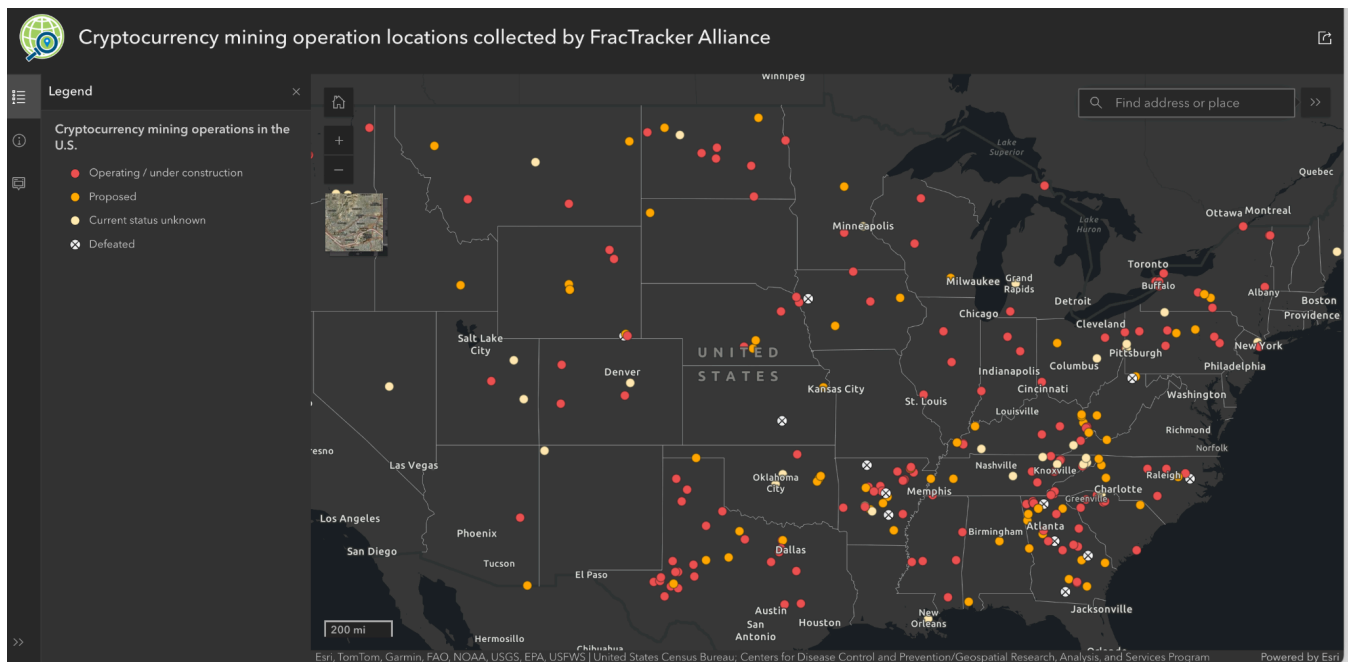 Cryptocurrency mining operation locations collected by FracTracker Alliance
Legend
Cryptocurrency mining operations in the
U.S.
Operating / under construction
Proposed
Current status unknown
Defeated
Find address or place
Winnipeg
Lake
Superior
Quebec
Ottawa
Montreal
Lake
Huron
Minneapolis
Toronto
Milwaukee
Grand
Rapids
Buffalo
Albany
Detroit
Boston
Chicago
Providence
Cleveland
Salt Lake
City
New York
UNITED
STATES
Pittsburgh
Denver
Indianapolis
Columbus
Philadelphia
Kansas City
Cincinnati
Washington
St. Louis
Louisville
Richmond
Norfolk
esno
Las Vegas
Nashville
Knoxville
Oklahoma
City
Raleigh
Memphis
Charlotte
Greenville
Los Angeles
Phoenix
Birmingham
Atlanta
San Diego
Dallas
Tucson
El Paso
Austin
Jacksonville
New
Orleans
San
Antonio
Houston
200 mi
Hermosillo
Chihuahua
Orlando
Esri, TomTom, Garmin, FAO, NOAA, USGS, EPA, USFWS | United States Census Bureau; Centers for Disease Control and Prevention/Geospatial Research, Analysis, and Services Program
Powered by Esri